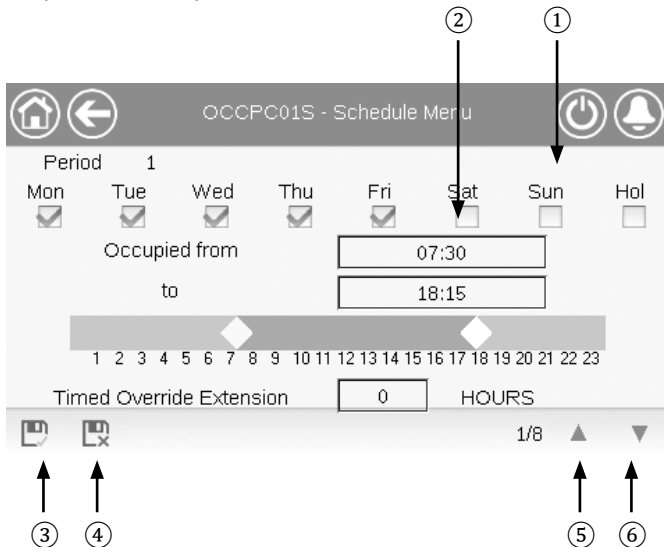 ② ①
OCCPC01S - Schedule Menu
Period 1
Mon Tue Wed Thu Fri Sat Sun Hol
Occupied from 07:30
to 18:15
1 2 3 4 5 6 7 8 9 10 11 12 13 14 15 16 17 18 19 20 21 22 23
Timed Override Extension 0 HOURS
1/8
③ ④ ⑤ ⑥